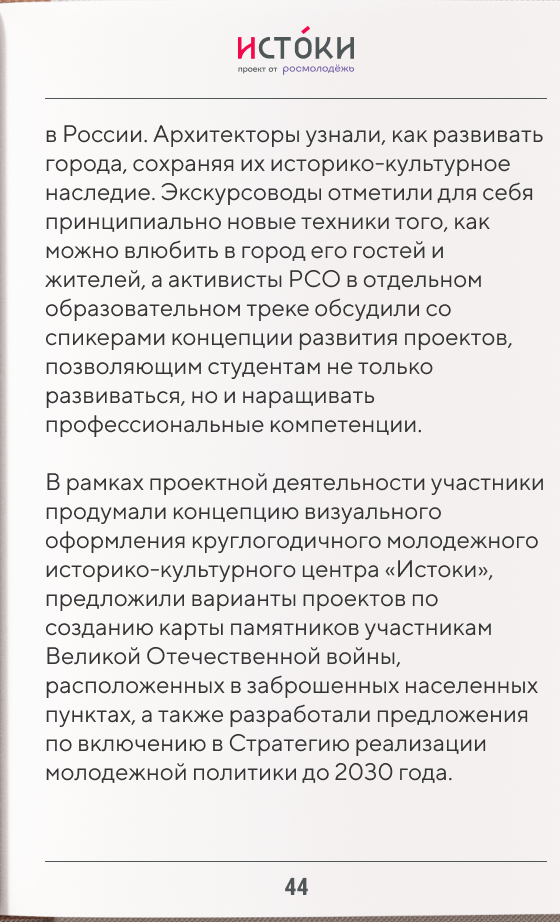 ИСТО́КИ
проект от росмолодёжь
в России. Архитекторы узнали, как развивать
города, сохраняя их историко-культурное
наследие. Экскурсоводы отметили для себя
принципиально новые техники того, как
можно влюбить в город его гостей и
жителей, а активисты РСО в отдельном
образовательном треке обсудили со
спикерами концепции развития проектов,
позволяющим студентам не только
развиваться, но и наращивать
профессиональные компетенции.
В рамках проектной деятельности участники
продумали концепцию визуального
оформления круглогодичного молодежного
историко-культурного центра «Истоки»,
предложили варианты проектов по
созданию карты памятников участникам
Великой Отечественной войны,
расположенных в заброшенных населенных
пунктах, а также разработали предложения
по включению в Стратегию реализации
молодежной политики до 2030 года.
44